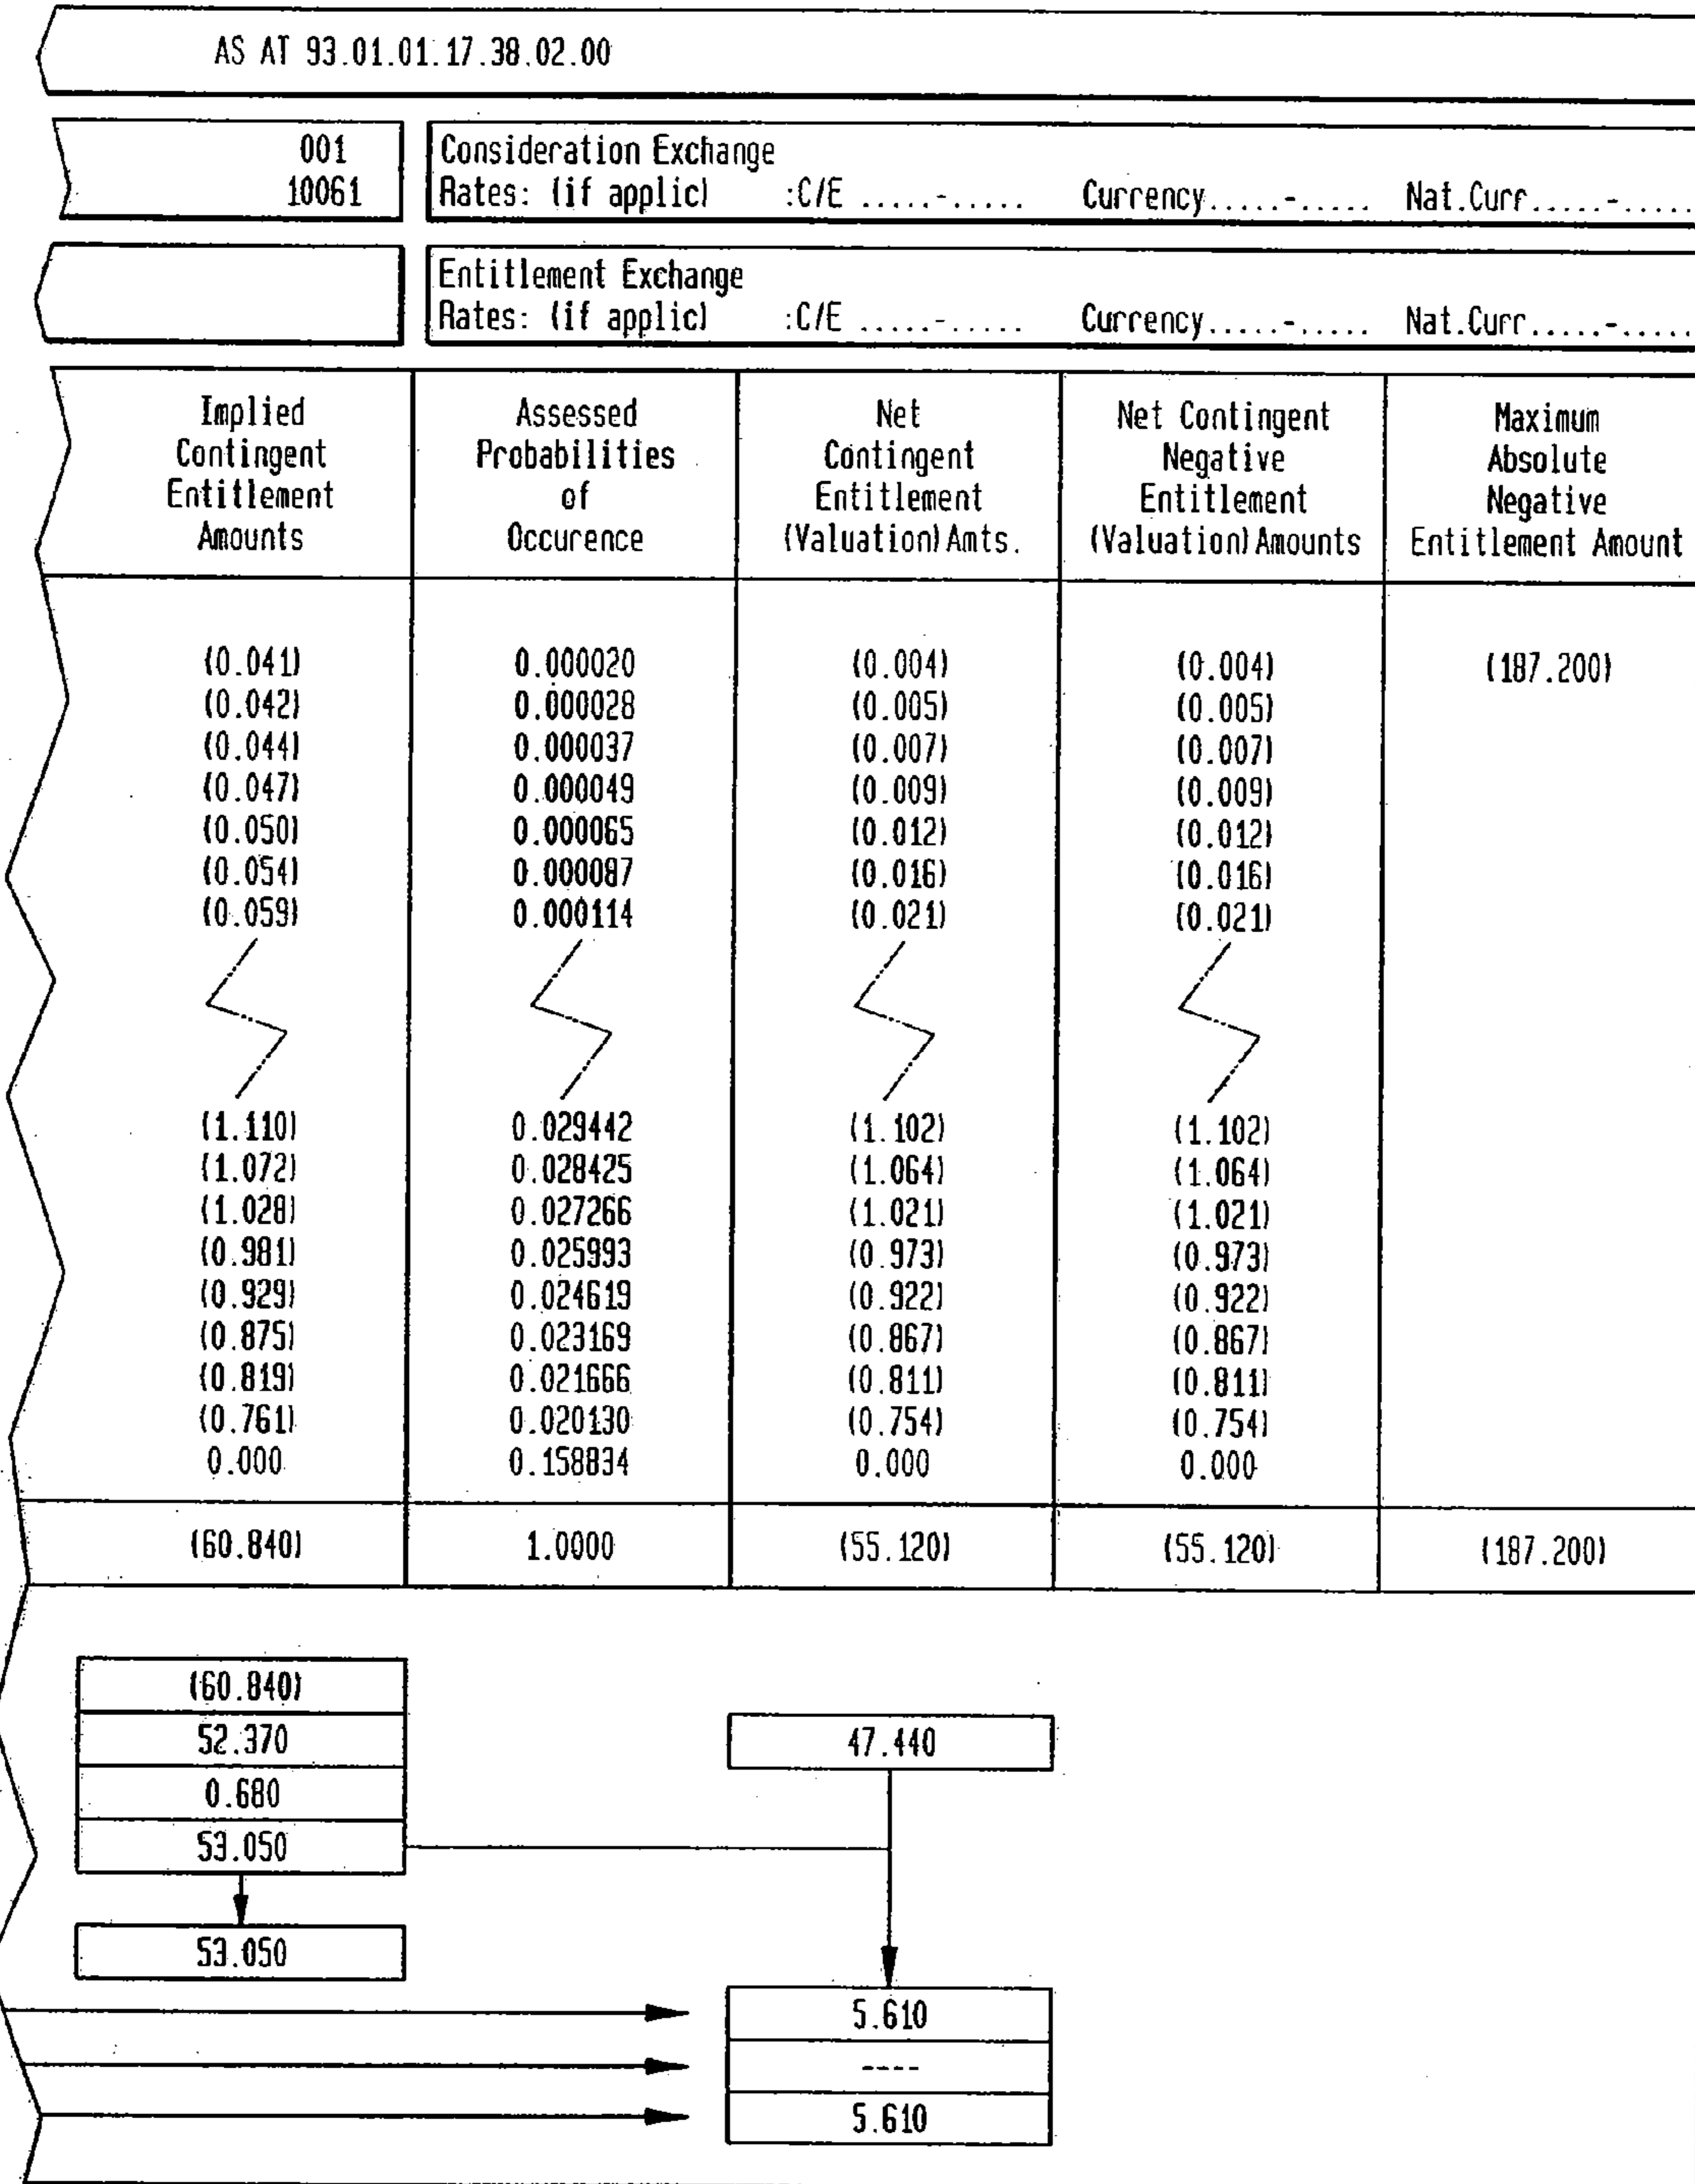 AS AT 93.01.01.17.38.02.00
001
10061
Consideration Exchange
Rates: (if applic) :C/E .....-..... Currency.....-..... Nat.Curr.....-.....
Entitlement Exchange
Rates: (if applic) :C/E .....-..... Currency.....-..... Nat.Curr.....-.....
Implied Contingent Entitlement Amounts
Assessed Probabilities of Occurence
Net Contingent Entitlement (Valuation) Amts.
Net Contingent Negative Entitlement (Valuation) Amounts
Maximum Absolute Negative Entitlement Amount
(0.041) 0.000020 (0.004) (0.004) (187.200)
(0.042) 0.000028 (0.005) (0.005)
(0.044) 0.000037 (0.007) (0.007)
(0.047) 0.000049 (0.009) (0.009)
(0.050) 0.000065 (0.012) (0.012)
(0.054) 0.000087 (0.016) (0.016)
(0.059) 0.000114 (0.021) (0.021)
(1.110) 0.029442 (1.102) (1.102)
(1.072) 0.028425 (1.064) (1.064)
(1.028) 0.027266 (1.021) (1.021)
(0.981) 0.025993 (0.973) (0.973)
(0.929) 0.024619 (0.922) (0.922)
(0.875) 0.023169 (0.867) (0.867)
(0.819) 0.021666 (0.811) (0.811)
(0.761) 0.020130 (0.754) (0.754)
0.000 0.158834 0.000 0.000
(60.840) 1.0000 (55.120) (55.120) (187.200)
(60.840)
52.370 47.440
0.680
53.050
53.050
5.610
----
5.610